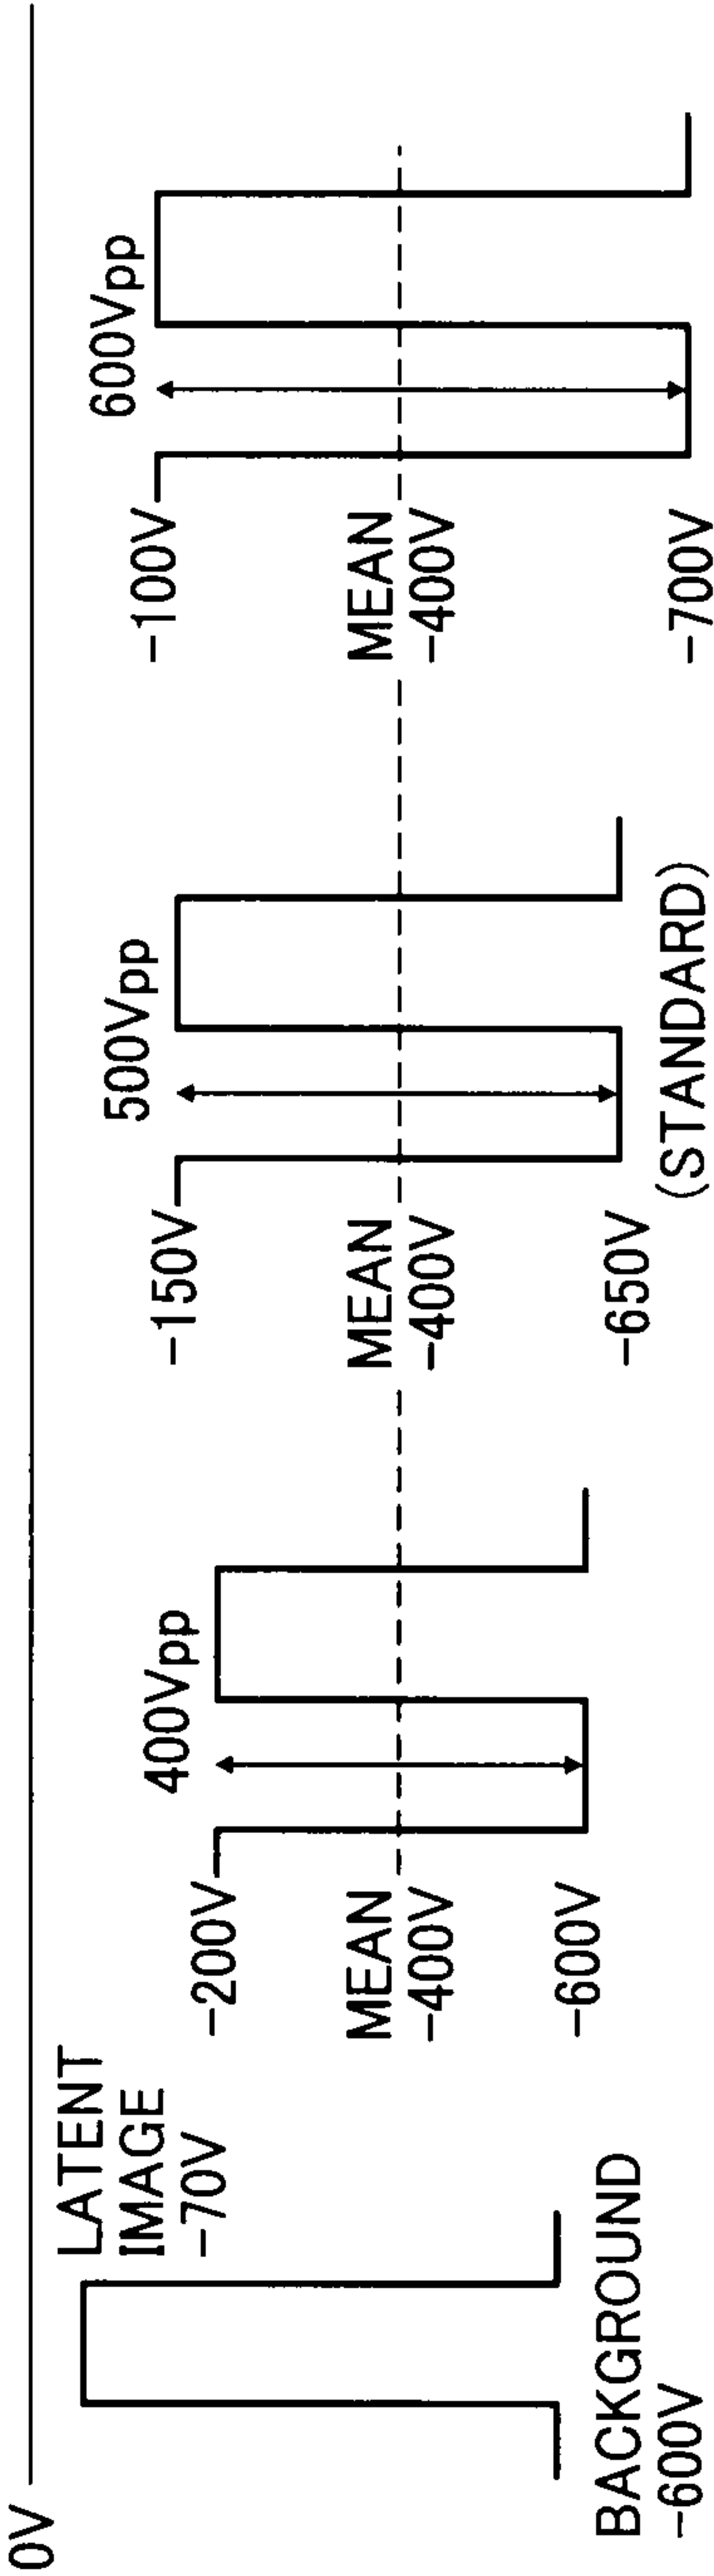 0V
LATENT
IMAGE
-70V
BACKGROUND
-600V
400Vpp
-200V
MEAN
-400V
-600V
500Vpp
-150V
MEAN
-400V
-650V
(STANDARD)
600Vpp
-100V
MEAN
-400V
-700V